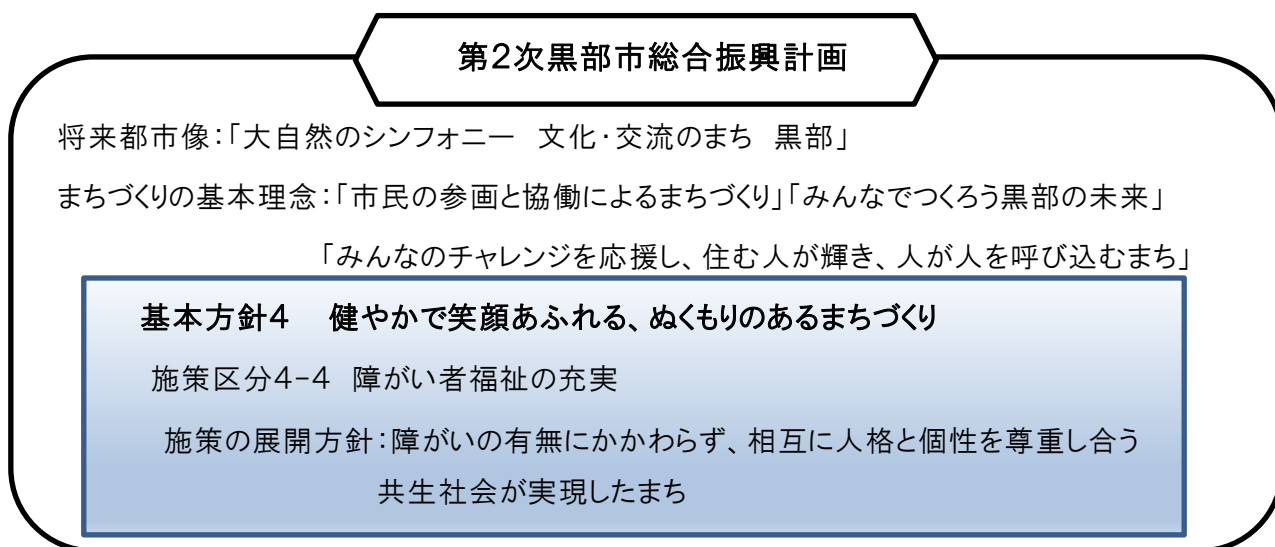 第2次黒部市総合振興計画
将来都市像:「大自然のシンフォニー　文化・交流のまち　黒部」
まちづくりの基本理念:「市民の参画と協働によるまちづくり」「みんなでつくろう黒部の未来」
「みんなのチャレンジを応援し、住む人が輝き、人が人を呼び込むまち」
基本方針4　健やかで笑顔あふれる、ぬくもりのあるまちづくり
施策区分4-4　障がい者福祉の充実
施策の展開方針:障がいの有無にかかわらず、相互に人格と個性を尊重し合う
共生社会が実現したまち